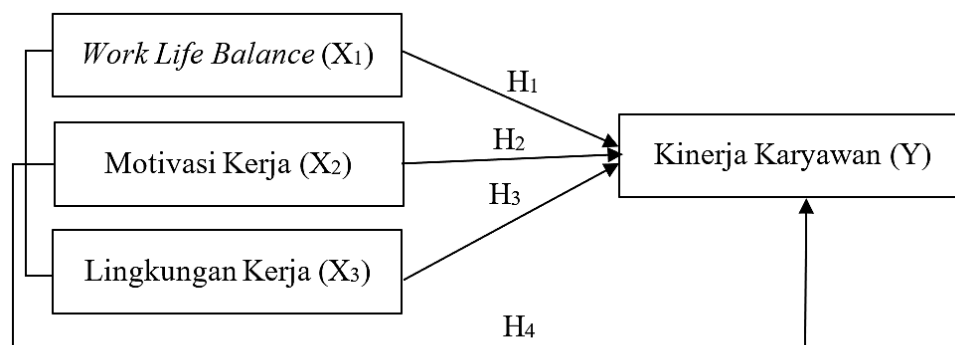 Work Life Balance (X1)
H1
Motivasi Kerja (X2)
H2
Kinerja Karyawan (Y)
H3
Lingkungan Kerja (X3)
H4